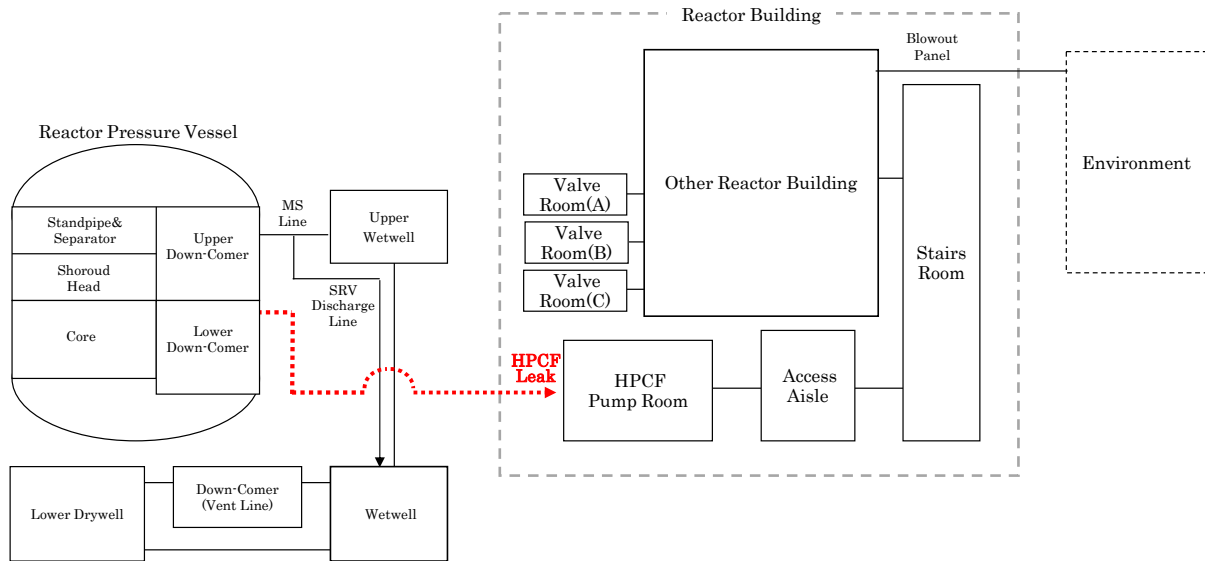 Reactor Building
Blowout
Panel
Reactor Pressure Vessel
Environment
Other Reactor Building
Valve
Room(A)
Valve
Room(B)
Valve
Room(C)
Stairs
Room
MS
Line
Upper
Wetwell
Standpipe&
Separator
Upper
Down-Comer
Shoroud
Head
SRV
Discharge
Line
Core
Lower
Down-Comer
HPCF
Leak
HPCF
Pump Room
Access
Aisle
Lower Drywell
Down-Comer
(Vent Line)
Wetwell